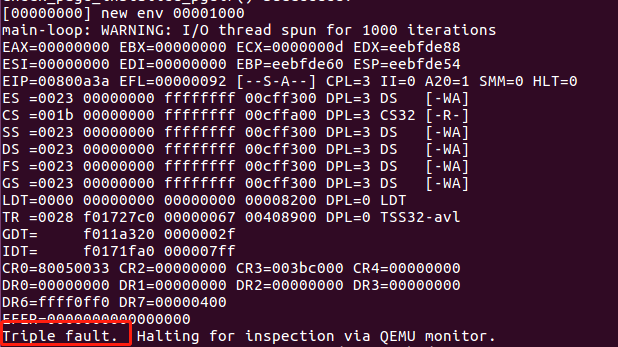 [00000000] new env 00001000
main-loop: WARNING: I/O thread spun for 1000 iterations
EAX=00000000 EBX=00000000 ECX=0000000d EDX=eebfde88
ESI=00000000 EDI=00000000 EBP=eebfde60 ESP=eebfde54
EIP=00800a3a EFL=00000092 [--S-A--] CPL=3 II=0 A20=1 SMM=0 HLT=0
ES =0023 00000000 ffffffff 00cff300 DPL=3 DS   [-WA]
CS =001b 00000000 ffffffff 00cffa00 DPL=3 CS32 [-R-]
SS =0023 00000000 ffffffff 00cff300 DPL=3 DS   [-WA]
DS =0023 00000000 ffffffff 00cff300 DPL=3 DS   [-WA]
FS =0023 00000000 ffffffff 00cff300 DPL=3 DS   [-WA]
GS =0023 00000000 ffffffff 00cff300 DPL=3 DS   [-WA]
LDT=0000 00000000 00000000 00008200 DPL=0 LDT
TR =0028 f01727c0 00000067 00408900 DPL=0 TSS32-avl
GDT=     f011a320 0000002f
IDT=     f0171fa0 000007ff
CR0=80050033 CR2=00000000 CR3=003bc000 CR4=00000000
DR0=00000000 DR1=00000000 DR2=00000000 DR3=00000000
DR6=ffff0ff0 DR7=00000400
EFER=0000000000000000
Triple fault.  Halting for inspection via QEMU monitor.